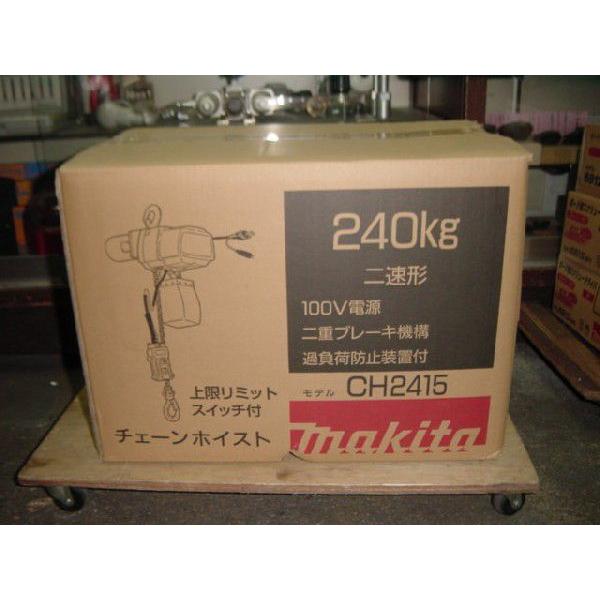 240kg
二速形
100V電源
二重ブレーキ機構
過負荷防止装置付
モデル CH2415
makita
上限リミット
スイッチ付
チェーンホイスト